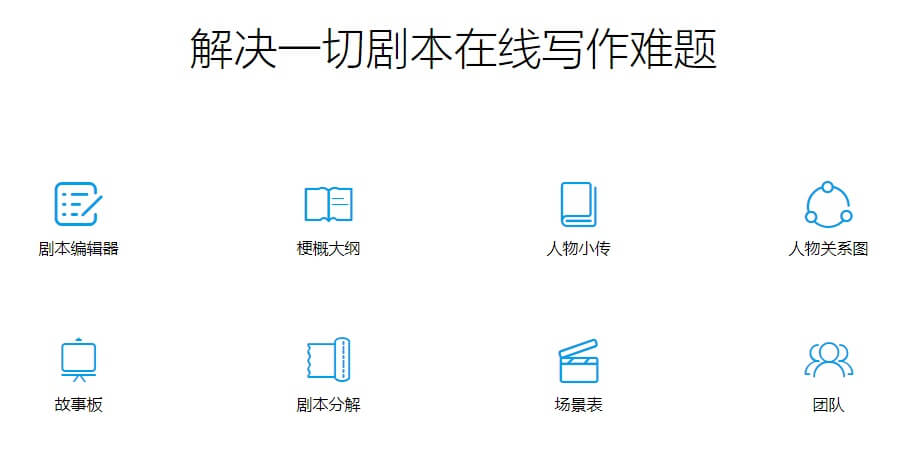 解决一切剧本在线写作难题
剧本编辑器
梗概大纲
人物小传
人物关系图
故事板
剧本分解
场景表
团队